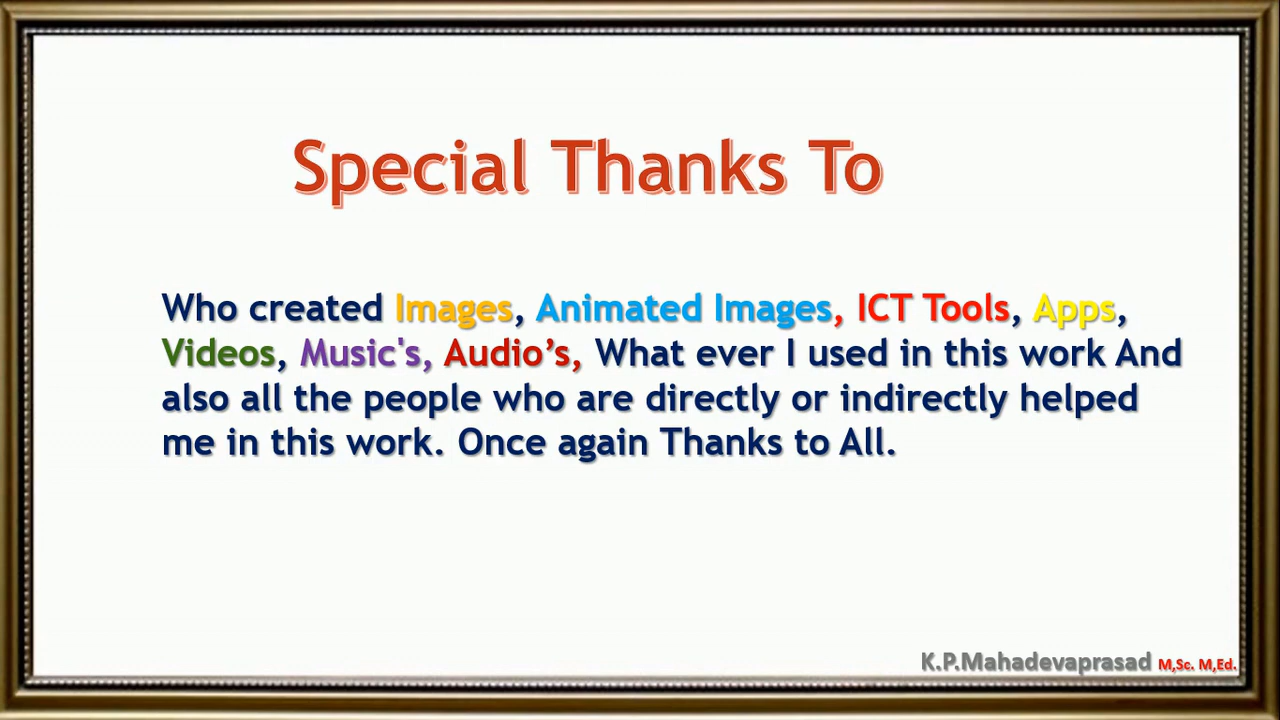 Special Thanks To
Who created Images, Animated Images, ICT Tools, Apps,
Videos, Music's, Audio’s, What ever I used in this work And
also all the people who are directly or indirectly helped
me in this work. Once again Thanks to All.
K.P.Mahadevaprasad M,Sc. M,Ed.